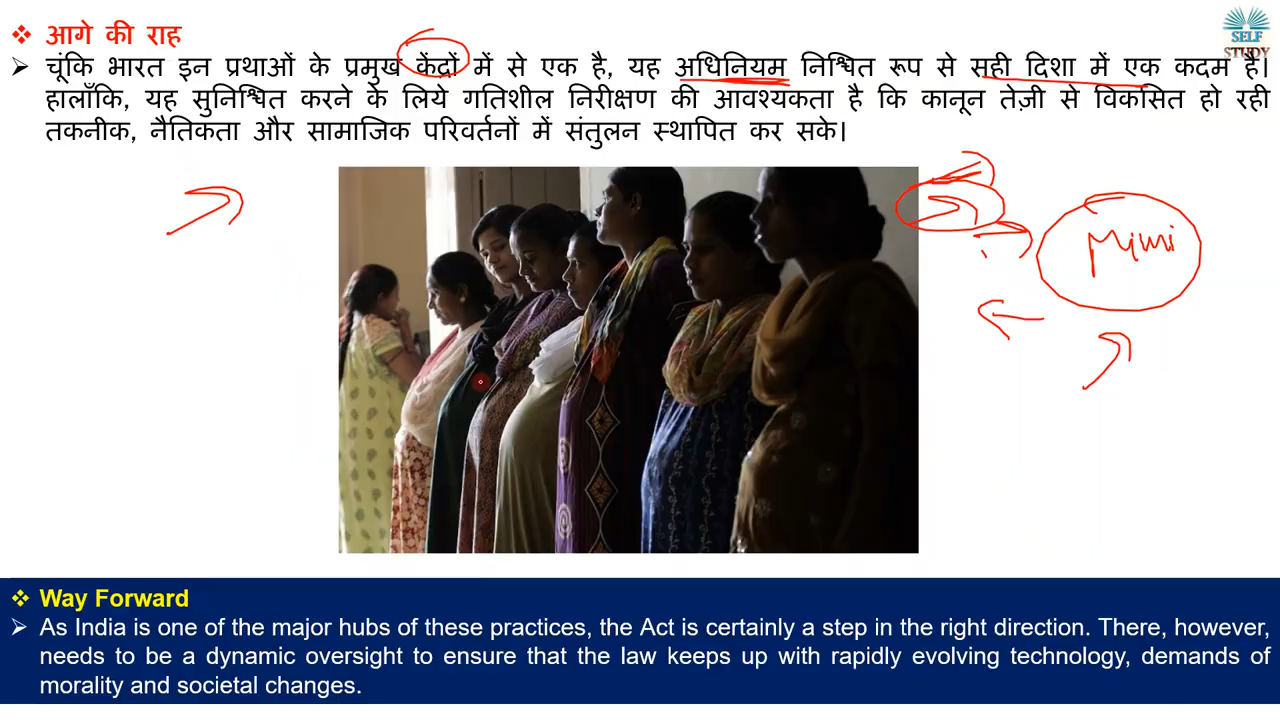 ❖ आगे की राह
SELF
STUDY
➤ चूंकि भारत इन प्रथाओं के प्रमुख केंद्रों में से एक है, यह अधिनियम निश्चित रूप से सही दिशा में एक कदम है।
हालाँकि, यह सुनिश्चित करने के लिये गतिशील निरीक्षण की आवश्यकता है कि कानून तेज़ी से विकसित हो रही
तकनीक, नैतिकता और सामाजिक परिवर्तनों में संतुलन स्थापित कर सके।
Mimi
❖ Way Forward
➤ As India is one of the major hubs of these practices, the Act is certainly a step in the right direction. There, however,
needs to be a dynamic oversight to ensure that the law keeps up with rapidly evolving technology, demands of
morality and societal changes.